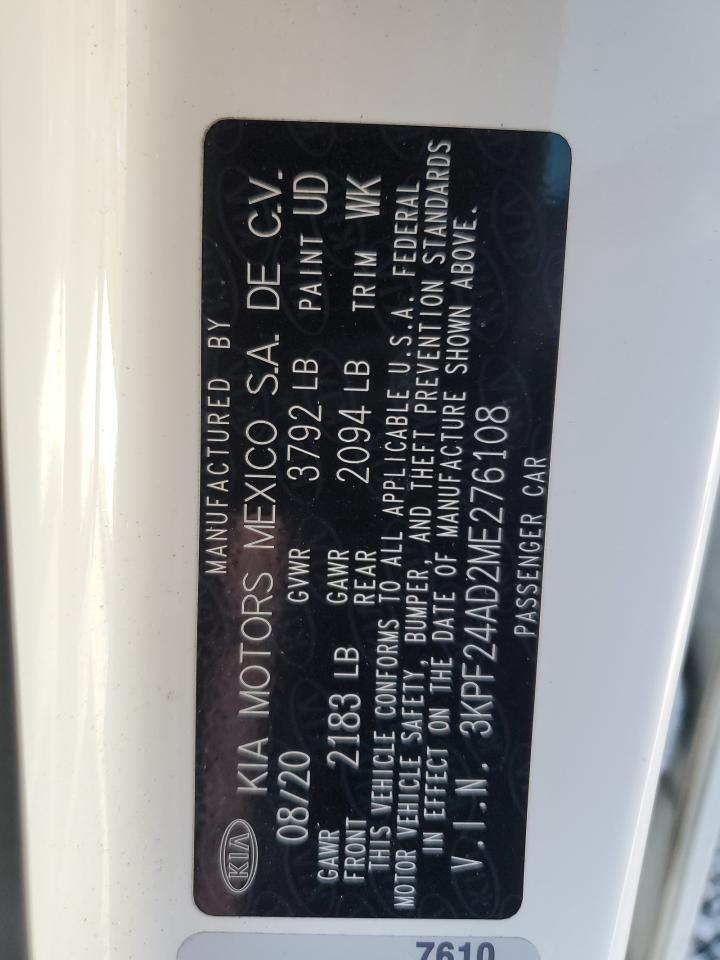 MANUFACTURED BY
KIA KIA MOTORS MEXICO S.A. DE C.V.
08/20 GVWR 3792 LB PAINT UD
GAWR FRONT 2183 LB GAWR REAR 2094 LB TRIM WK
THIS VEHICLE CONFORMS TO ALL APPLICABLE U.S.A. FEDERAL
MOTOR VEHICLE SAFETY, BUMPER, AND THEFT PREVENTION STANDARDS
IN EFFECT ON THE DATE OF MANUFACTURE SHOWN ABOVE.
V.I.N. 3KPF24AD2ME276108
PASSENGER CAR
7610